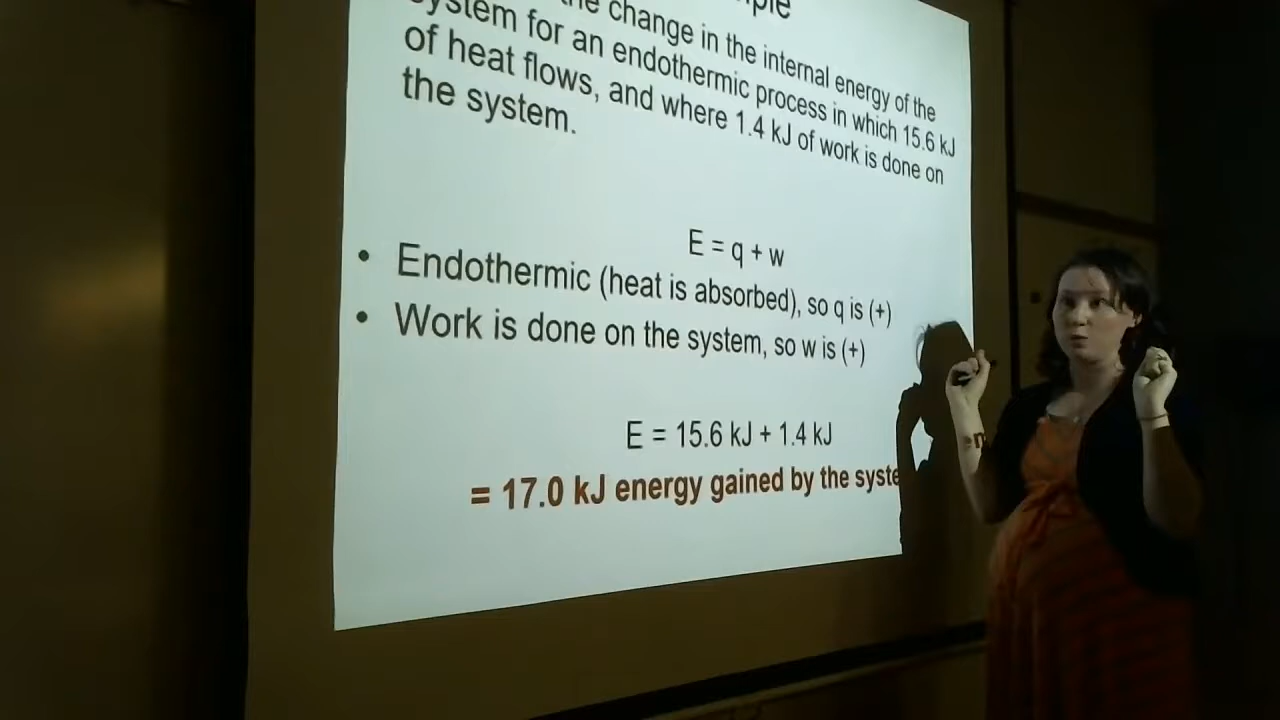 the change in the internal energy of the
system for an endothermic process in which 15.6 kJ
of heat flows, and where 1.4 kJ of work is done on
the system.
E = q + w
• Endothermic (heat is absorbed), so q is (+)
• Work is done on the system, so w is (+)
E = 15.6 kJ + 1.4 kJ
= 17.0 kJ energy gained by the syste